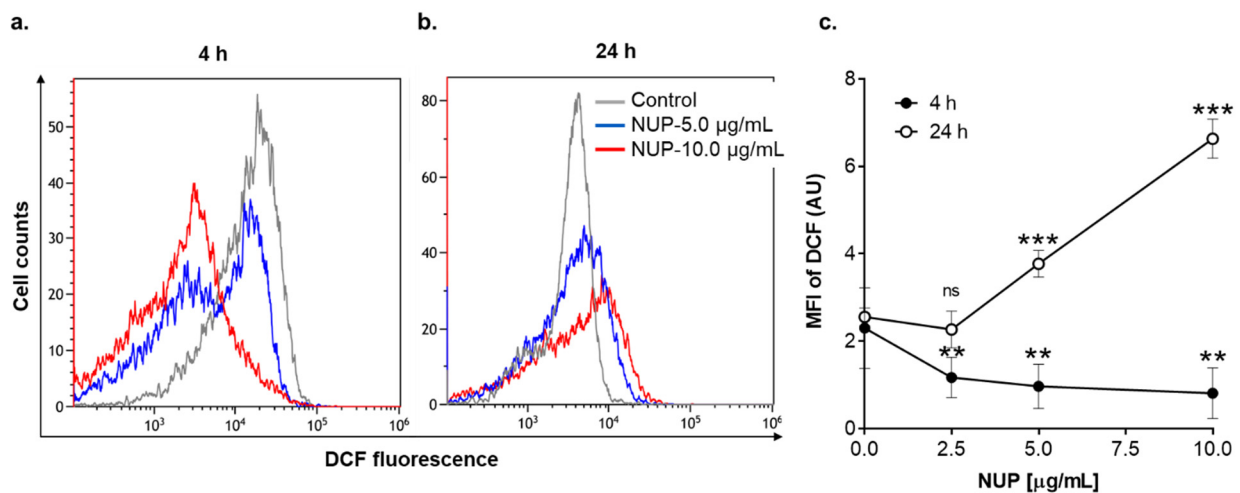 a.
4 h
50
40
30
20
10
0
10³
10⁴
10⁵
10⁶
Cell counts
b.
24 h
Control
NUP-5.0 µg/mL
NUP-10.0 µg/mL
80
60
40
20
0
10³
10⁴
10⁵
10⁶
DCF fluorescence
c.
4 h
24 h
8
6
4
2
0
MFI of DCF (AU)
***
***
ns
**
**
**
0.0
2.5
5.0
7.5
10.0
NUP [µg/mL]